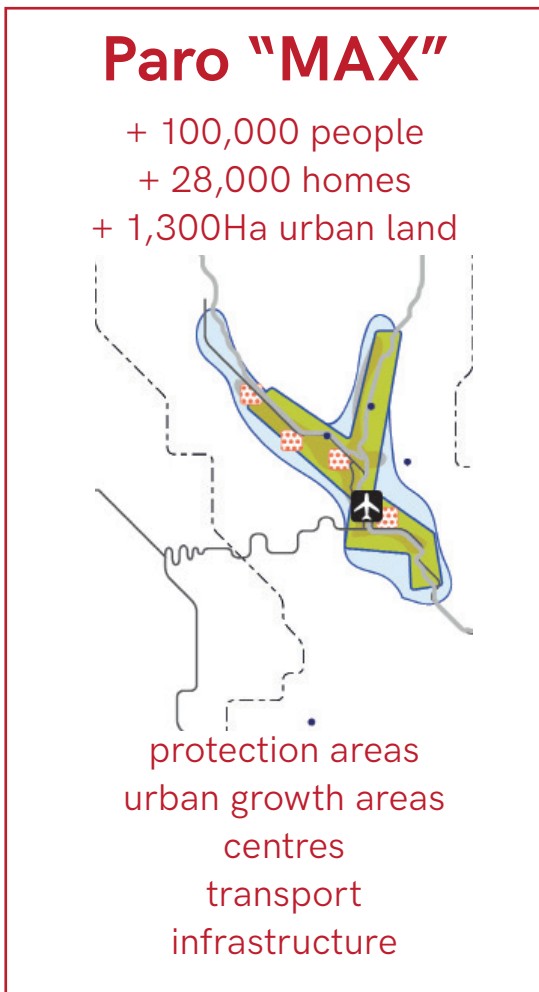 Paro “MAX”
+ 100,000 people
+ 28,000 homes
+ 1,300Ha urban land
protection areas
urban growth areas
centres
transport
infrastructure